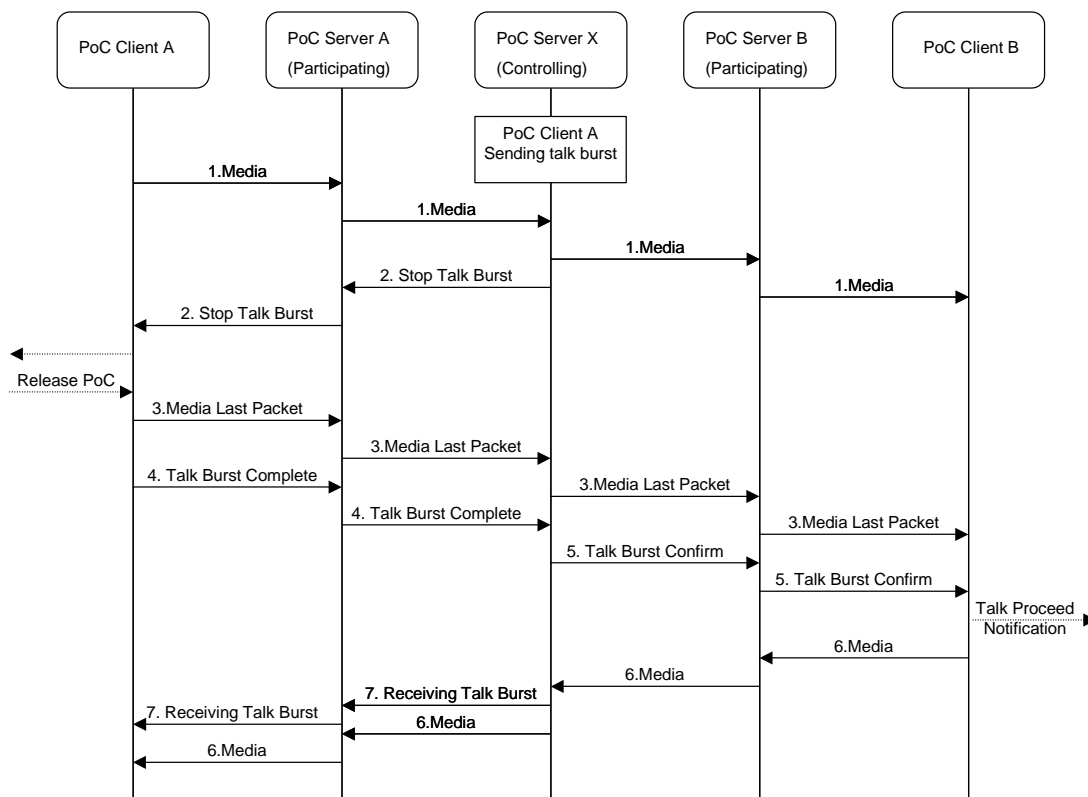 PoC Client A
PoC Server A
(Participating)
PoC Server X
(Controlling)
PoC Server B
(Participating)
PoC Client B
PoC Client A
Sending talk burst
1.Media
1.Media
1.Media
2. Stop Talk Burst
1.Media
2. Stop Talk Burst
Release PoC
3.Media Last Packet
3.Media Last Packet
4. Talk Burst Complete
3.Media Last Packet
4. Talk Burst Complete
3.Media Last Packet
5. Talk Burst Confirm
5. Talk Burst Confirm
Talk Proceed
Notification
6.Media
6.Media
7. Receiving Talk Burst
7. Receiving Talk Burst
6.Media
6.Media